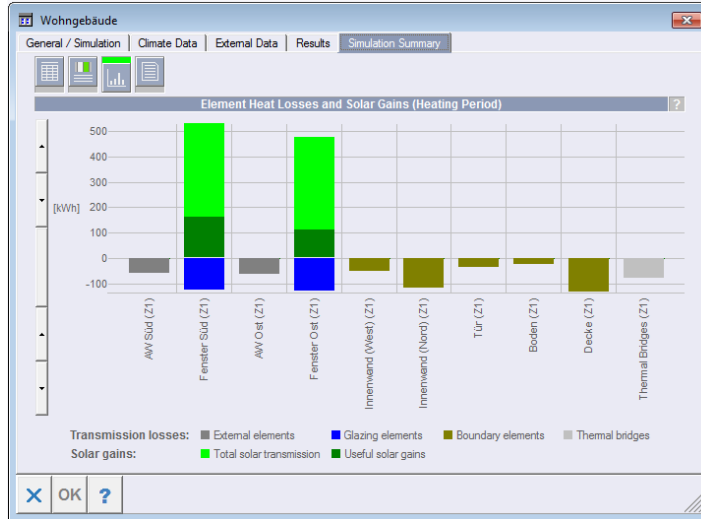 Wohngebäude
General / Simulation Climate Data External Data Results Simulation Summary
Element Heat Losses and Solar Gains (Heating Period) ?
[kWh]
500
400
300
200
100
0
-100
AW Süd (Z1)
Fenster Süd (Z1)
AW Ost (Z1)
Fenster Ost (Z1)
Innenwand (West) (Z1)
Innenwand (Nord) (Z1)
Tür (Z1)
Boden (Z1)
Decke (Z1)
Thermal Bridges (Z1)
Transmission losses: External elements Glazing elements Boundary elements Thermal bridges
Solar gains: Total solar transmission Useful solar gains
OK ?